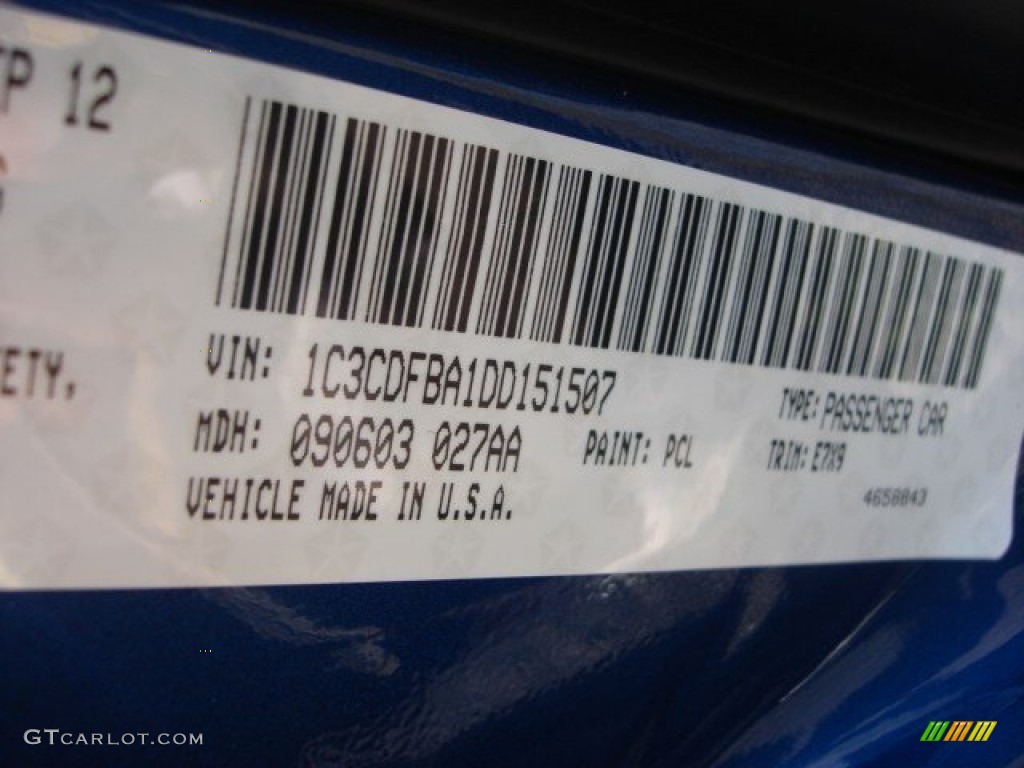 12
ETY,
VIN: 1C3CDFBA1DD151507
TYPE: PASSENGER CAR
MDH: 090603 027AA
PAINT: PCL
TRIM: E7X9
VEHICLE MADE IN U.S.A.
4658843
GTCARLOT.COM